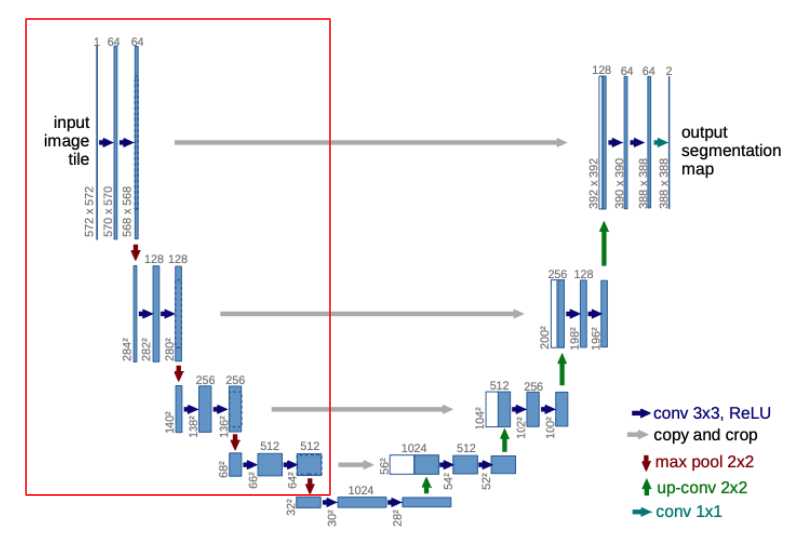 1 64 64
128 64 64 2
input
image
tile
output
segmentation
map
572 x 572
570 x 570
568 x 568
392 x 392
390 x 390
388 x 388
388 x 388
128 128
256 128
284²
282²
280²
200²
198²
196²
256 256
512 256
140²
138²
136²
104²
102²
100²
512 512
1024 512
68²
66²
64²
56²
54²
52²
1024
32²
30²
28²
conv 3x3, ReLU
copy and crop
max pool 2x2
up-conv 2x2
conv 1x1